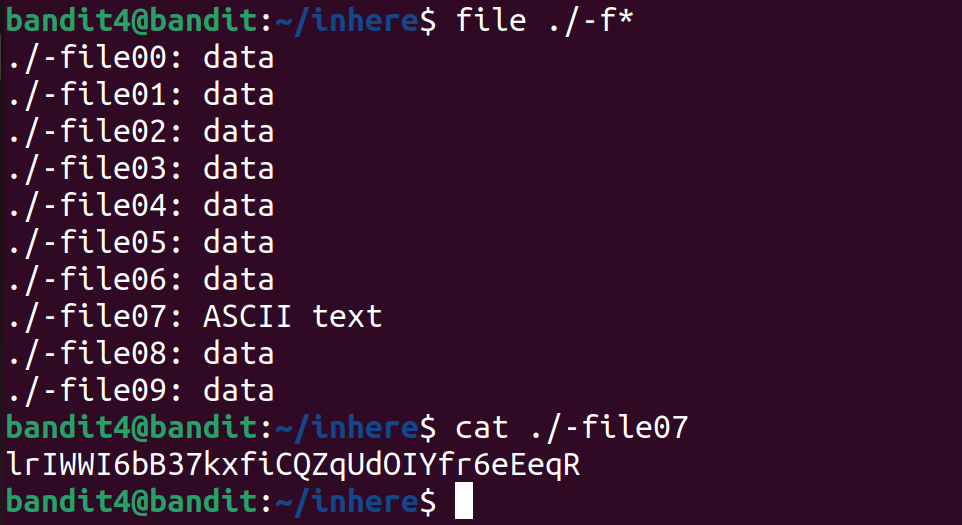 bandit4@bandit:~/inhere$ file ./-f*
./-file00: data
./-file01: data
./-file02: data
./-file03: data
./-file04: data
./-file05: data
./-file06: data
./-file07: ASCII text
./-file08: data
./-file09: data
bandit4@bandit:~/inhere$ cat ./-file07
lrIWWI6bB37kxfiCQZqUdOIYfr6eEeqR
bandit4@bandit:~/inhere$